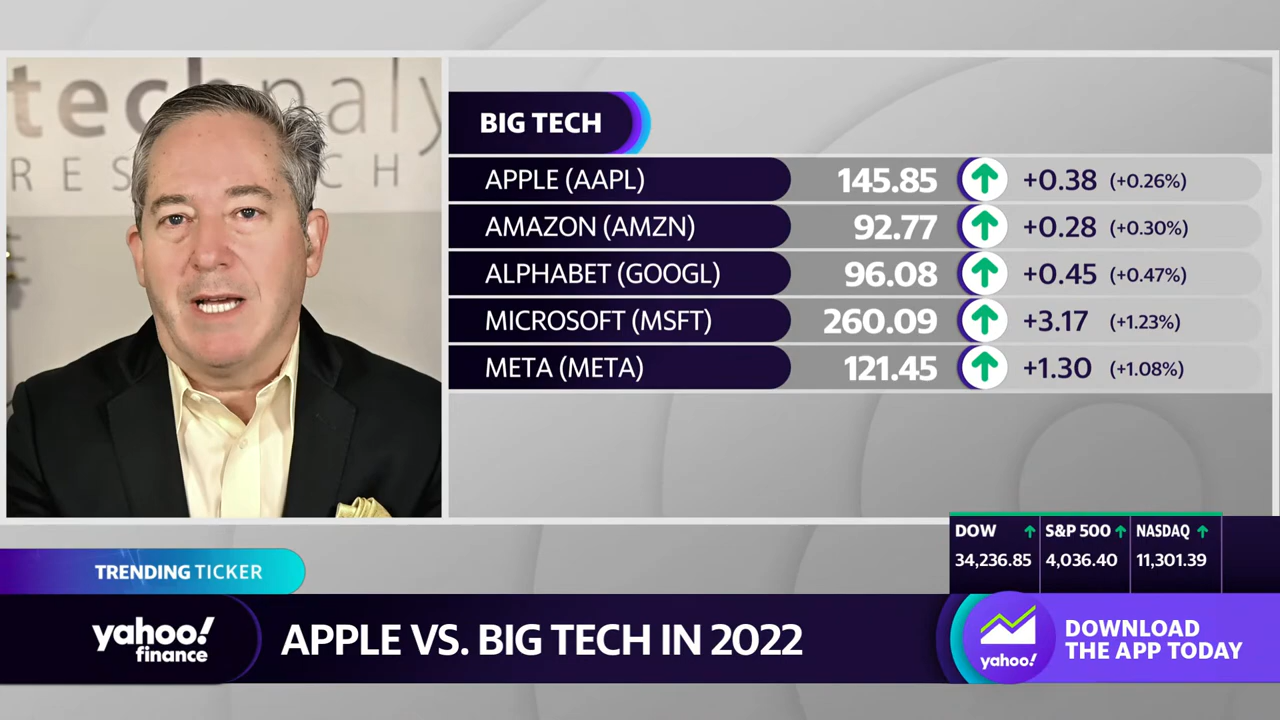 technaly
RES CH
BIG TECH
APPLE (AAPL) 145.85 +0.38 (+0.26%)
AMAZON (AMZN) 92.77 +0.28 (+0.30%)
ALPHABET (GOOGL) 96.08 +0.45 (+0.47%)
MICROSOFT (MSFT) 260.09 +3.17 (+1.23%)
META (META) 121.45 +1.30 (+1.08%)
DOW S&P 500 NASDAQ
34,236.85 4,036.40 11,301.39
TRENDING TICKER
yahoo!
finance
APPLE VS. BIG TECH IN 2022
yahoo!
DOWNLOAD
THE APP TODAY